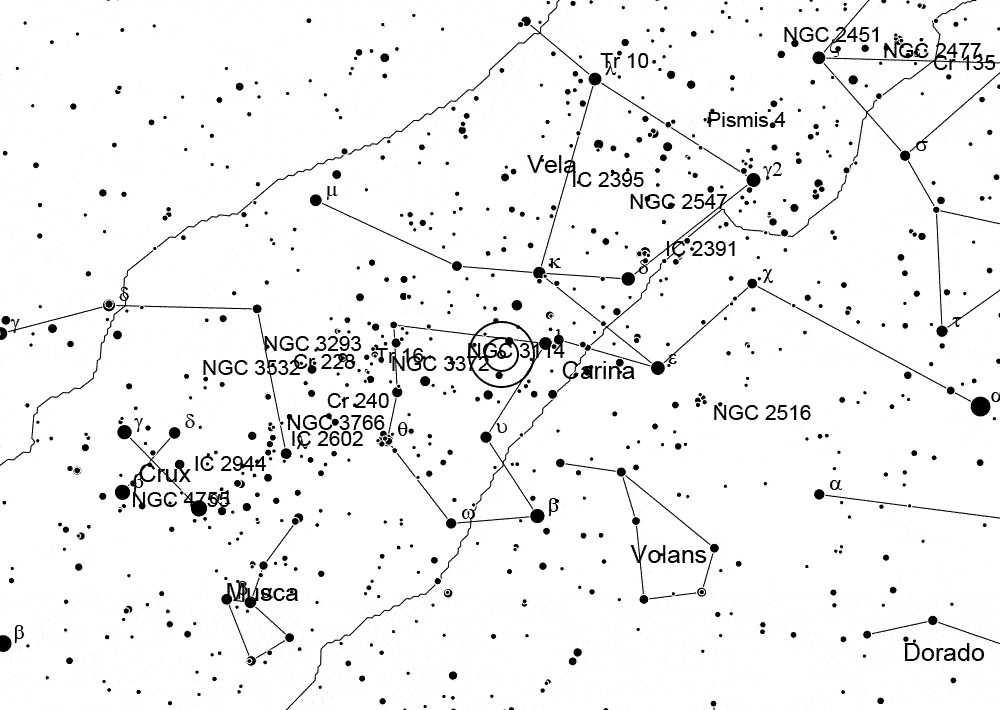 NGC 2451
NGC 2477
Cr 135
Tr 10
λ
Pismis 4
σ
Vela
γ2
IC 2395
μ
NGC 2547
IC 2391
κ
δ
χ
δ
γ
τ
NGC 3293
ι
NGC 3114
Tr 16
NGC 3532
Cr 228
NGC 3372
ε
Carina
α
Cr 240
NGC 2516
NGC 3766
θ
υ
γ
δ
IC 2602
λ
IC 2944
Crux
β
α
NGC 4755
ω
β
Volans
Musca
β
Dorado